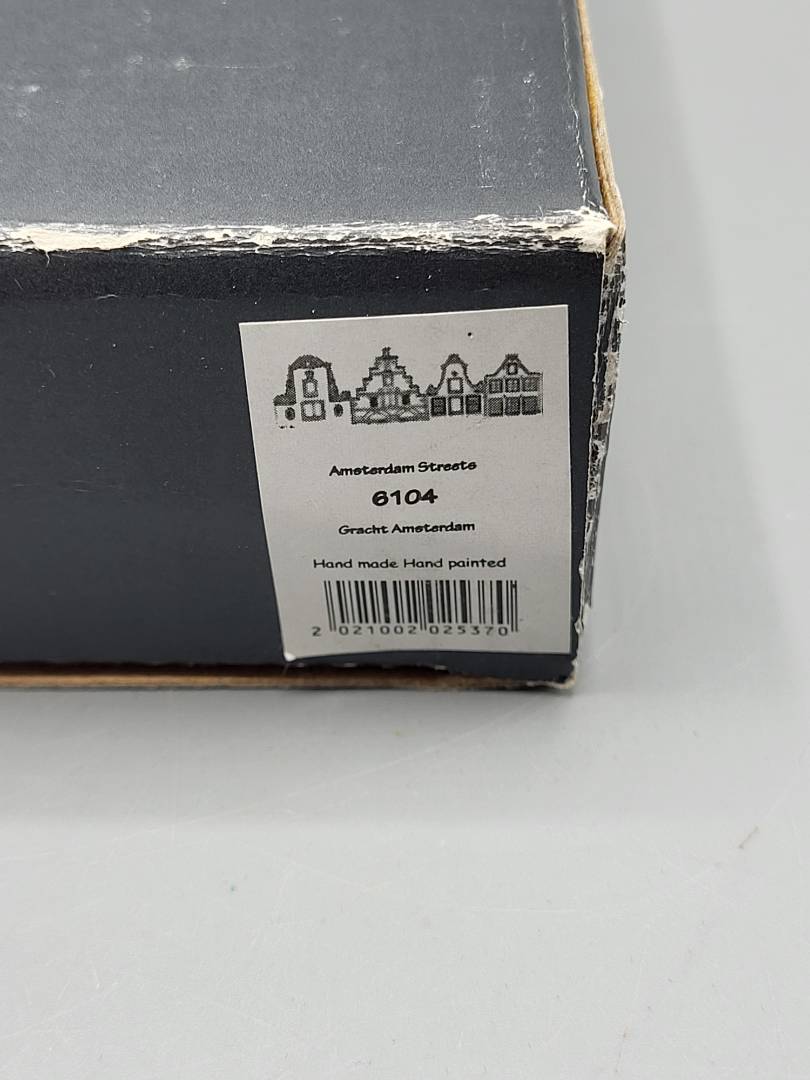 Amsterdam Streets
6104
Gracht Amsterdam
Hand made Hand painted
2 021002 025370